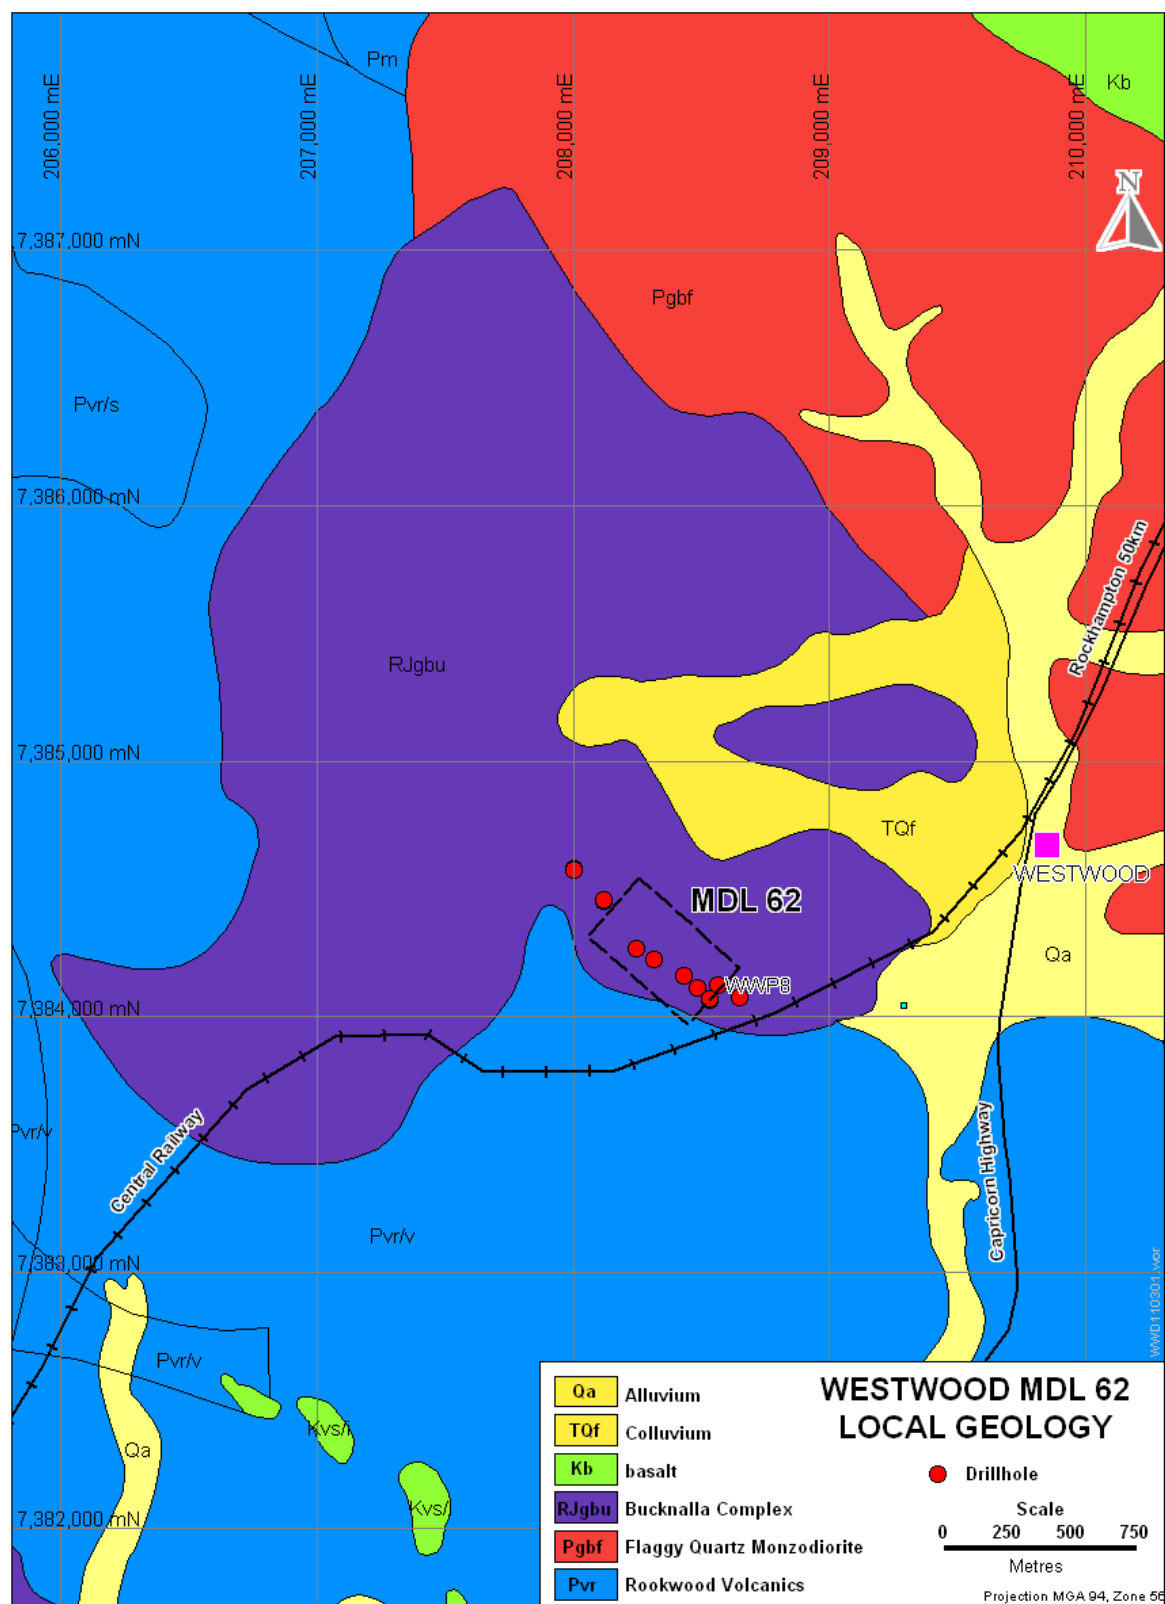 Pm
Kb
206,000 mE
207,000 mE
208,000 mE
209,000 mE
210,000 mE
N
7,387,000 mN
Pgbf
Pvr/s
7,386,000 mN
Rockhampton 50km
RJgbu
7,385,000 mN
TQf
WESTWOOD
MDL 62
Qa
WWP8
7,384,000 mN
Pvr/v
Central Railway
Capricorn Highway
Pvr/v
7,383,000 mN
WWD110301.wor
Pvr/v
Kvs/i
Qa
Kvs/
7,382,000 mN
WESTWOOD MDL 62
LOCAL GEOLOGY
Qa Alluvium
TQf Colluvium
Kb basalt
RJgbu Bucknalla Complex
Pgbf Flaggy Quartz Monzodiorite
Pvr Rookwood Volcanics
Drillhole
Scale
0 250 500 750
Metres
Projection MGA 94, Zone 56